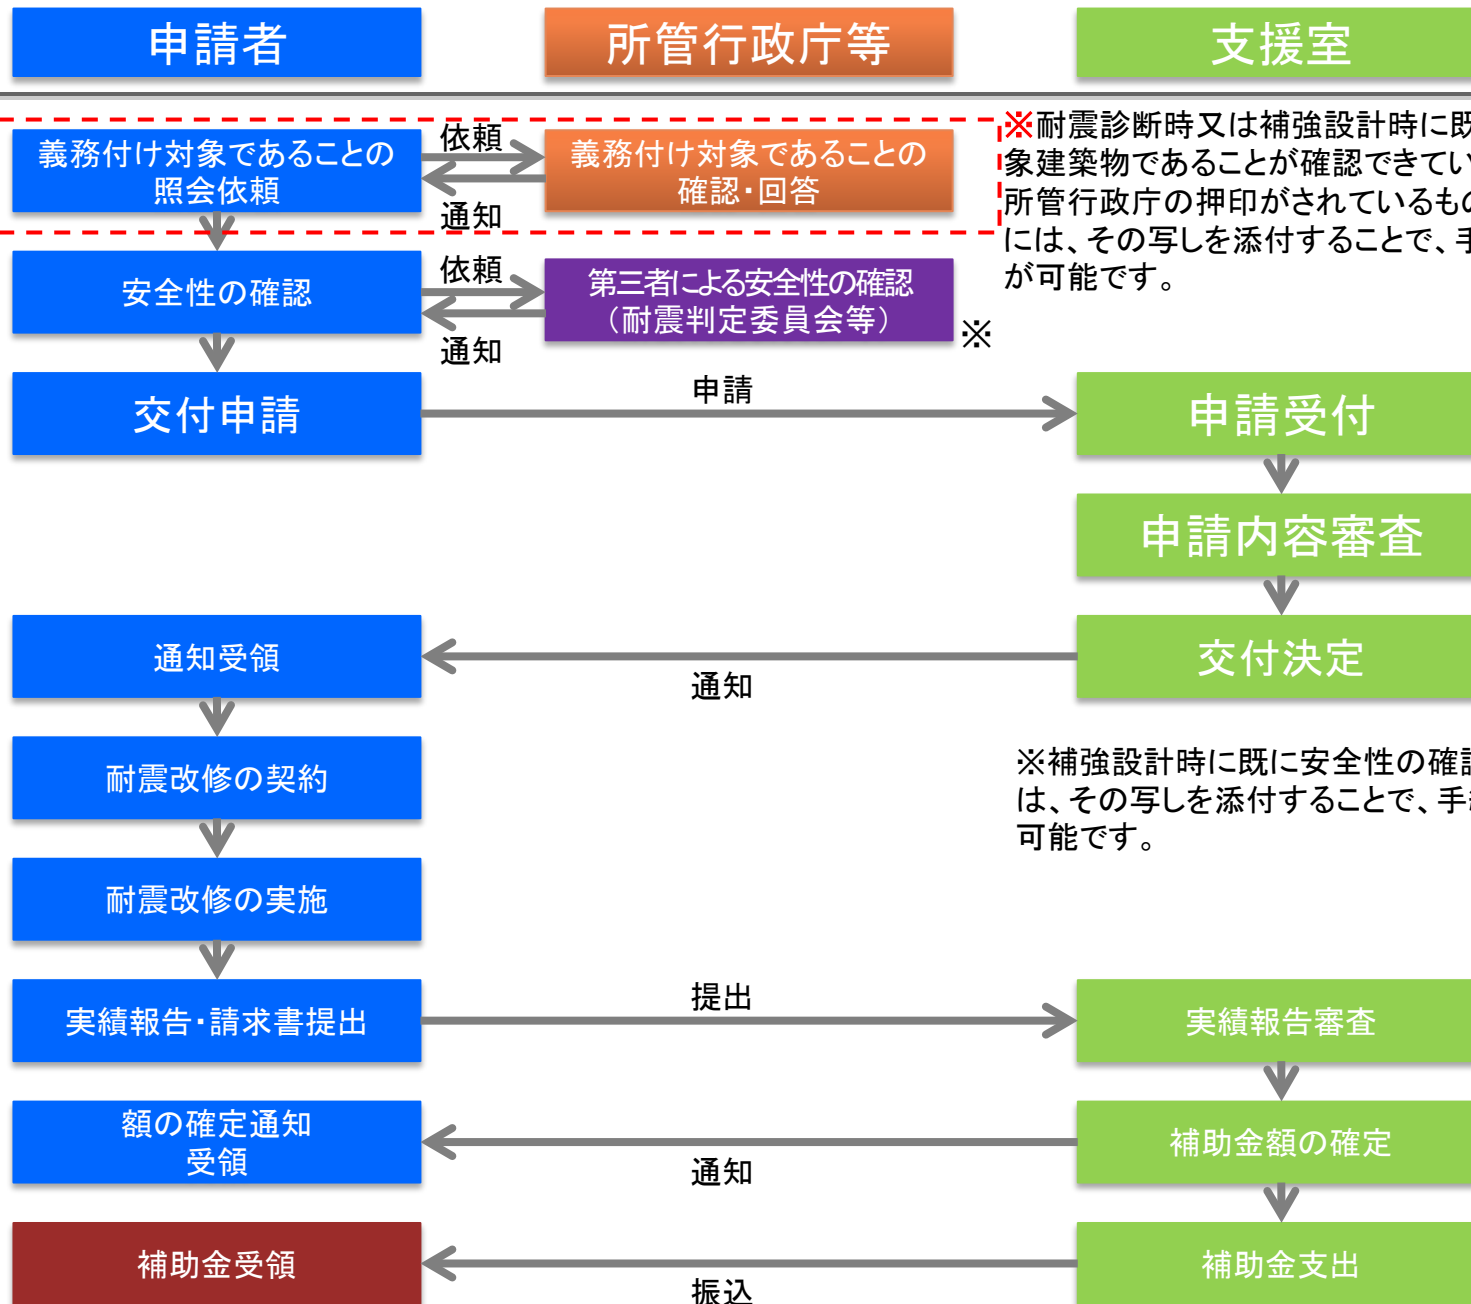 申請者
所管行政庁等
支援室
義務付け対象であることの
照会依頼
依頼
通知
義務付け対象であることの
確認・回答
※耐震診断時又は補強設計時に既
象建築物であることが確認できてい
所管行政庁の押印がされているもの
には、その写しを添付することで、手
が可能です。
安全性の確認
依頼
通知
第三者による安全性の確認
（耐震判定委員会等）
※
交付申請
申請
申請受付
申請内容審査
通知受領
通知
交付決定
耐震改修の契約
※補強設計時に既に安全性の確認
は、その写しを添付することで、手続
可能です。
耐震改修の実施
実績報告・請求書提出
提出
実績報告審査
額の確定通知
受領
通知
補助金額の確定
補助金受領
振込
補助金支出